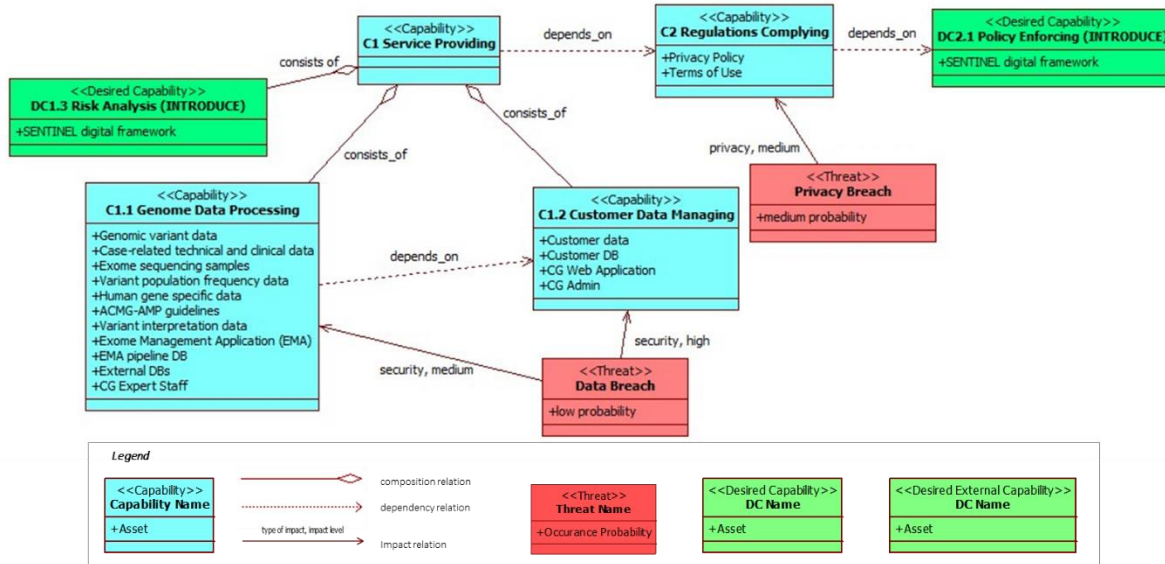 <<Capability>>
C1 Service Providing
depends_on
<<Capability>>
C2 Regulations Complying
+Privacy Policy
+Terms of Use
depends_on
<<Desired Capability>>
DC2.1 Policy Enforcing (INTRODUCE)
+SENTINEL digital framework
consists of
<<Desired Capability>>
DC1.3 Risk Analysis (INTRODUCE)
+SENTINEL digital framework
consists_of
consists_of
privacy, medium
<<Threat>>
Privacy Breach
+medium probability
<<Capability>>
C1.1 Genome Data Processing
+Genomic variant data
+Case-related technical and clinical data
+Exome sequencing samples
+Variant population frequency data
+Human gene specific data
+ACMG-AMP guidelines
+Variant interpretation data
+Exome Management Application (EMA)
+EMA pipeline DB
+External DBs
+CG Expert Staff
depends_on
<<Capability>>
C1.2 Customer Data Managing
+Customer data
+Customer DB
+CG Web Application
+CG Admin
security, medium
security, high
<<Threat>>
Data Breach
+low probability
Legend
<<Capability>>
Capability Name
+Asset
composition relation
dependency relation
type of impact, impact level
Impact relation
<<Threat>>
Threat Name
+Occurance Probability
<<Desired Capability>>
DC Name
+Asset
<<Desired External Capability>>
DC Name
+Asset